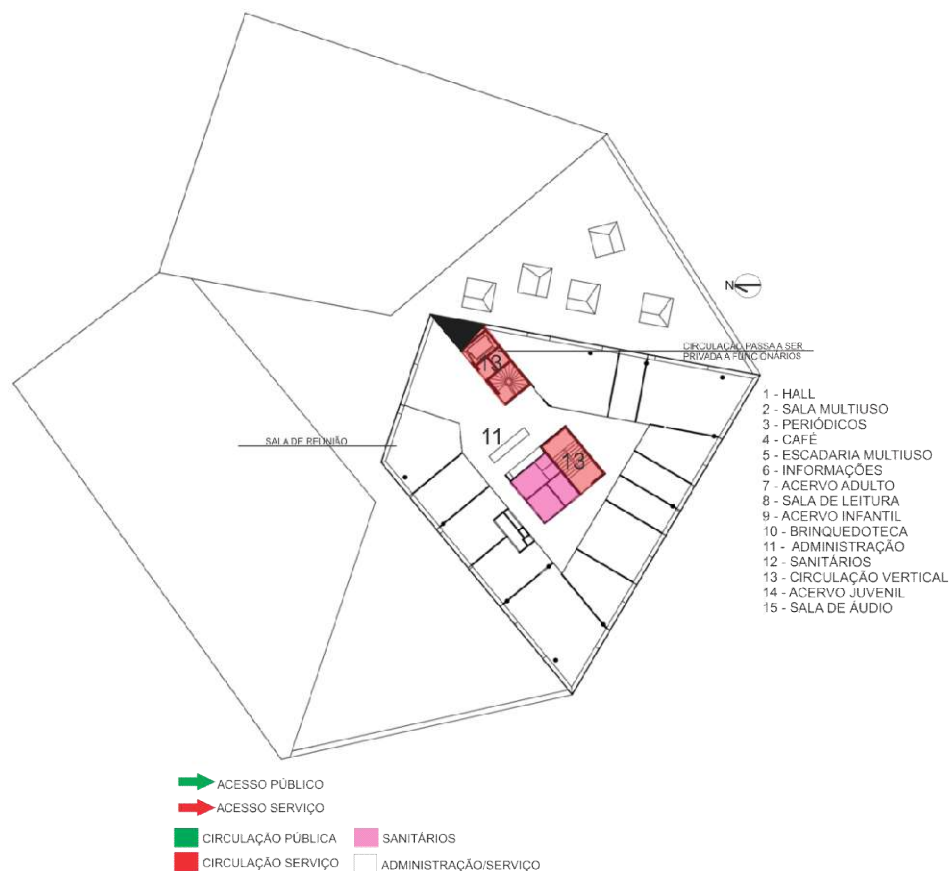 N
CIRCULAÇÃO PASSA A SER
PRIVADA A FUNCIONÁRIOS
13
SALA DE REUNIÃO
11
13
1 - HALL
2 - SALA MULTIUSO
3 - PERIÓDICOS
4 - CAFÉ
5 - ESCADARIA MULTIUSO
6 - INFORMAÇÕES
7 - ACERVO ADULTO
8 - SALA DE LEITURA
9 - ACERVO INFANTIL
10 - BRINQUEDOTECA
11 - ADMINISTRAÇÃO
12 - SANITÁRIOS
13 - CIRCULAÇÃO VERTICAL
14 - ACERVO JUVENIL
15 - SALA DE ÁUDIO
ACESSO PÚBLICO
ACESSO SERVIÇO
CIRCULAÇÃO PÚBLICA
SANITÁRIOS
CIRCULAÇÃO SERVIÇO
ADMINISTRAÇÃO/SERVIÇO